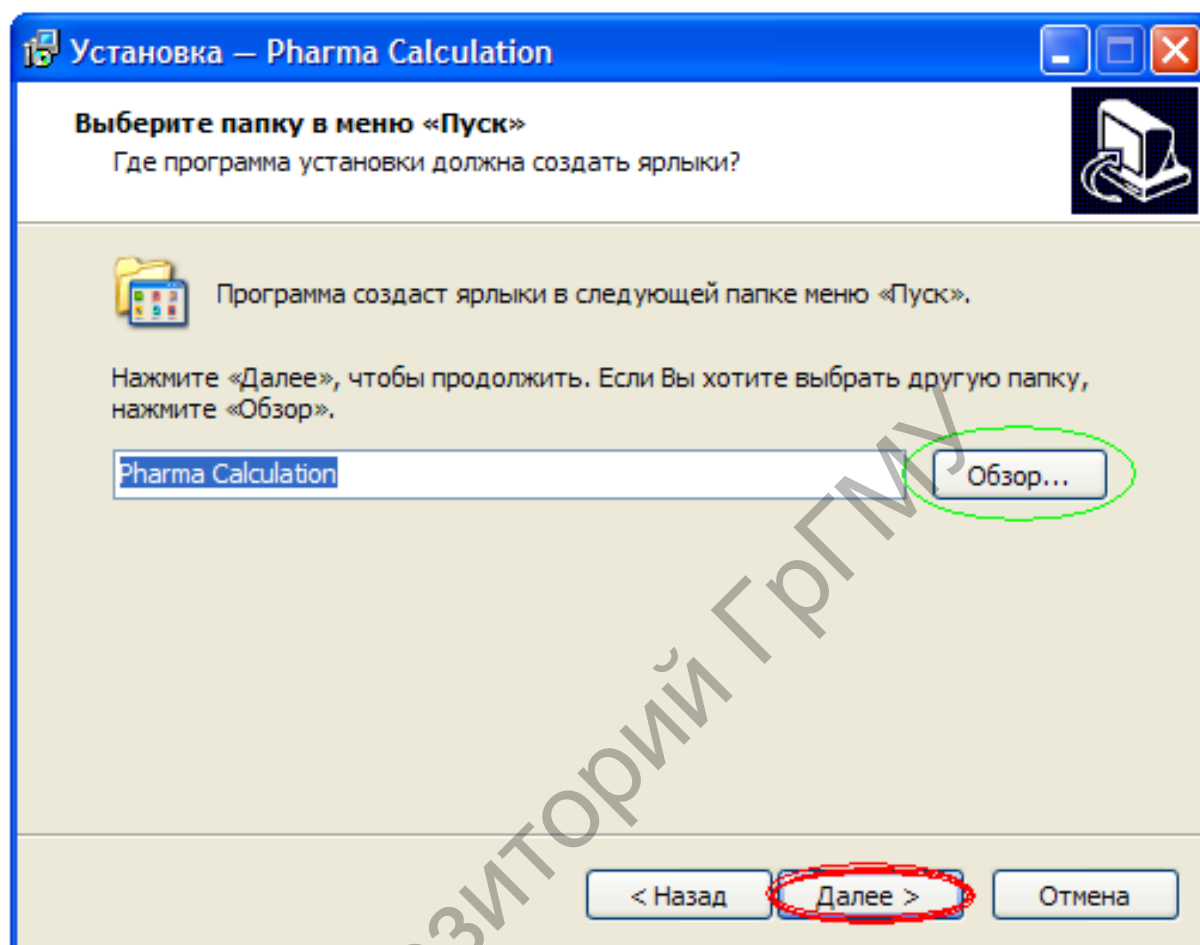 Установка — Pharma Calculation
Выберите папку в меню «Пуск»
Где программа установки должна создать ярлыки?
Программа создаст ярлыки в следующей папке меню «Пуск».
Нажмите «Далее», чтобы продолжить. Если Вы хотите выбрать другую папку,
нажмите «Обзор».
Pharma Calculation
Обзор...
< Назад
Далее >
Отмена
зиторий ГрГМУ